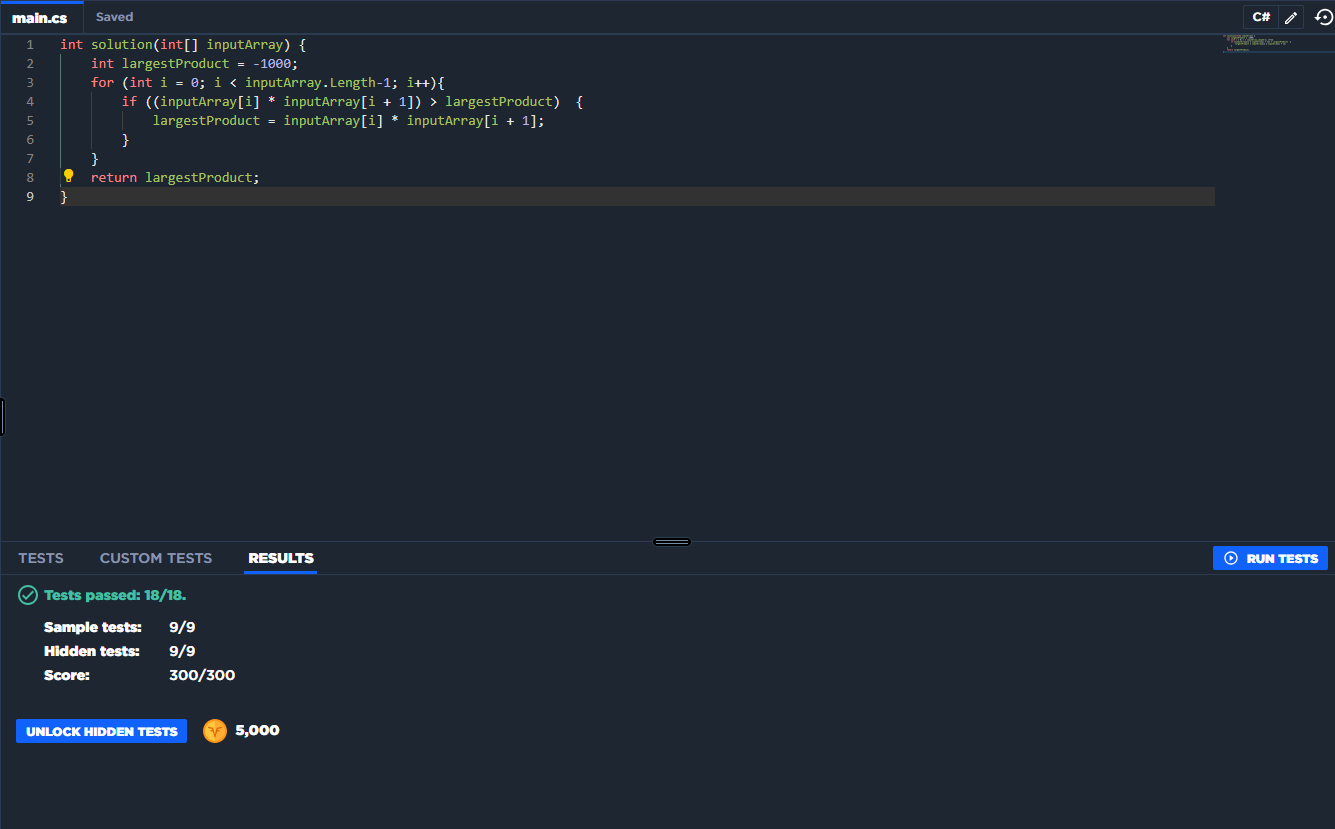 main.cs Saved C#
1 int solution(int[] inputArray) {
2     int largestProduct = -1000;
3     for (int i = 0; i < inputArray.Length-1; i++){
4         if ((inputArray[i] * inputArray[i + 1]) > largestProduct)  {
5             largestProduct = inputArray[i] * inputArray[i + 1];
6         }
7     }
8     return largestProduct;
9 }
TESTS CUSTOM TESTS RESULTS RUN TESTS
Tests passed: 18/18.
Sample tests: 9/9
Hidden tests: 9/9
Score: 300/300
UNLOCK HIDDEN TESTS 5,000